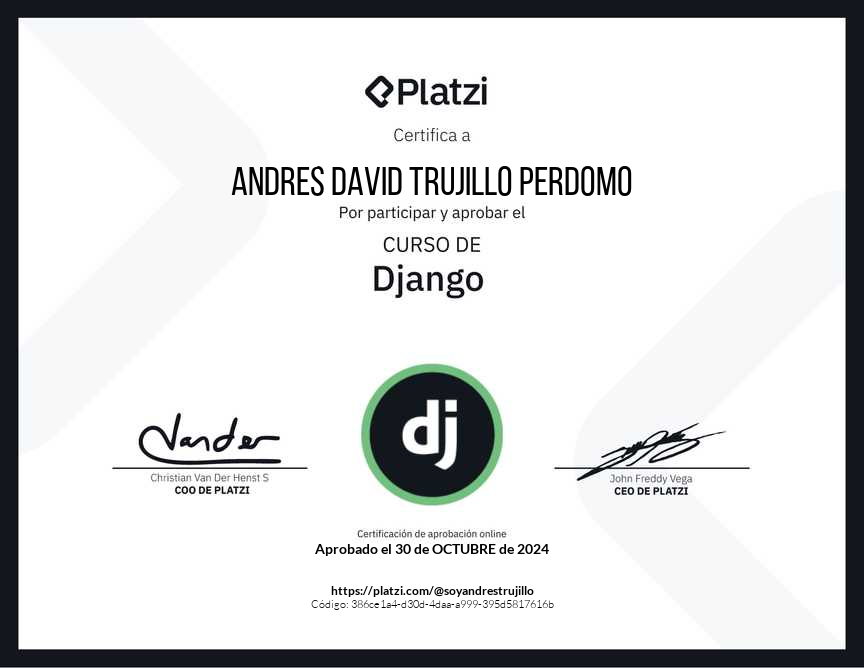 Platzi
Certifica a
ANDRES DAVID TRUJILLO PERDOMO
Por participar y aprobar el
CURSO DE
Django
dj
Vander
Christian Van Der Henst S
COO DE PLATZI
John Freddy Vega
CEO DE PLATZI
Certificación de aprobación online
Aprobado el 30 de OCTUBRE de 2024
https://platzi.com/@soyandrestrujillo
Código: 386ce1a4-d30d-4daa-a999-395d5817616b